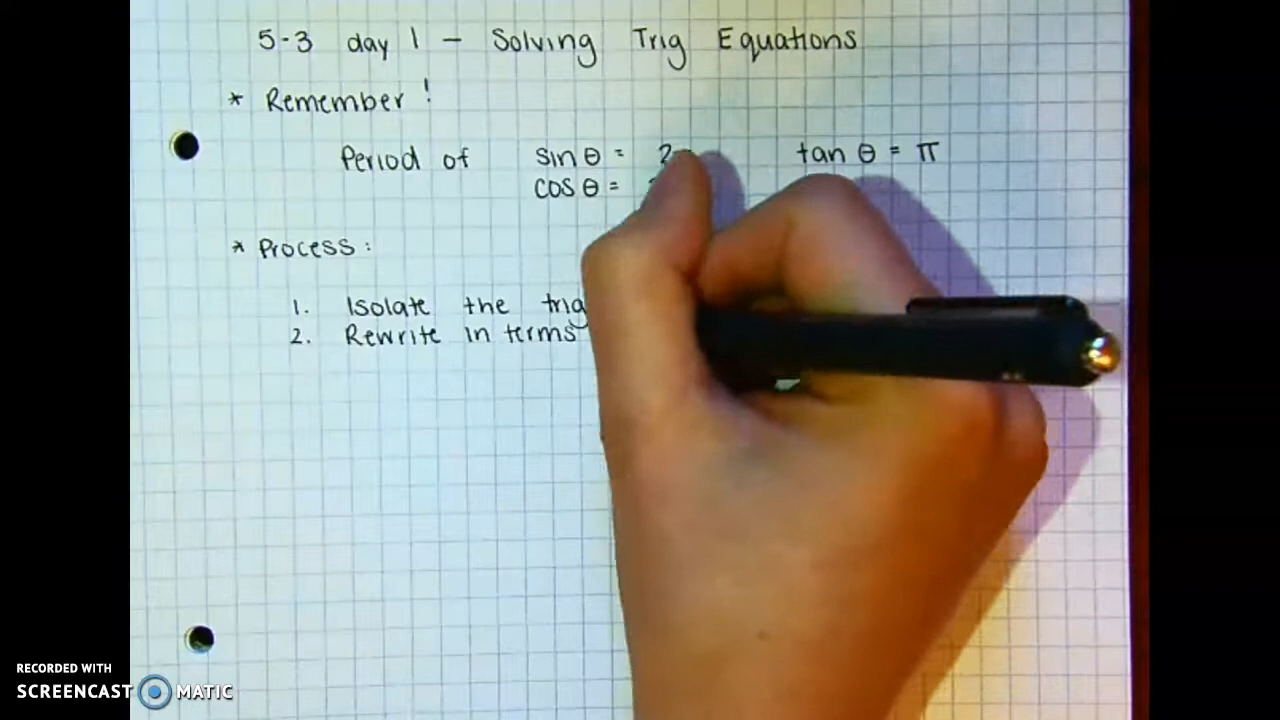 5-3 day 1 - Solving Trig Equations
* Remember!
Period of sin θ = 2 tan θ = π
cos θ =
* Process:
1. Isolate the trig
2. Rewrite in terms
RECORDED WITH
SCREENCAST MATIC